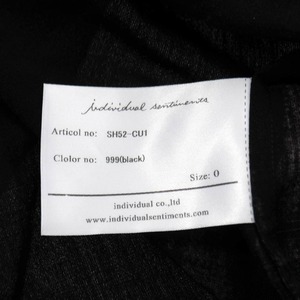 individual sentiments
Articol no: SH52-CU1
Clolor no: 999(black)
Size: 0
individual co.,ltd
www.individualsentiments.com